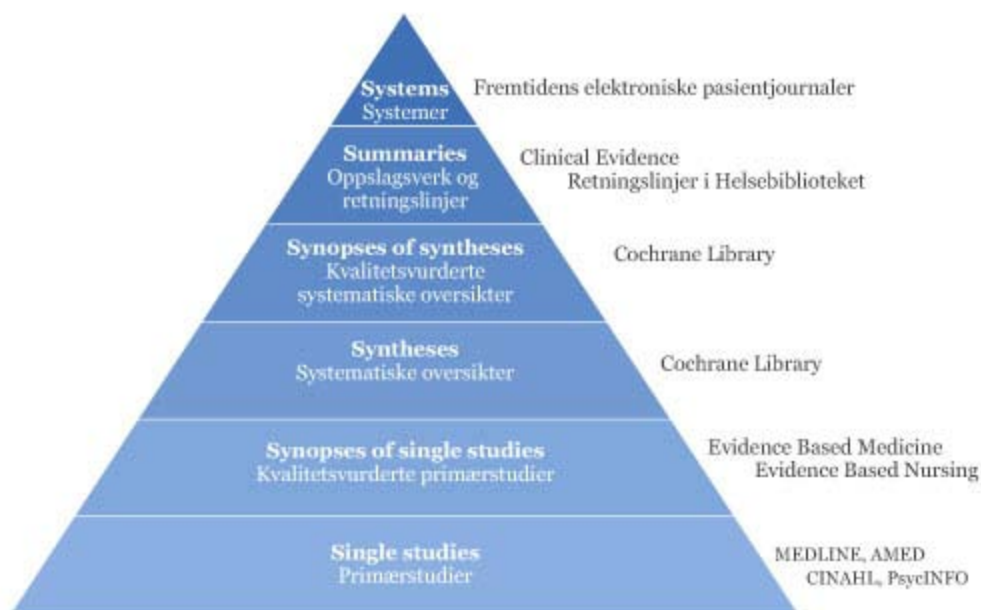 Systems
Systemer
Fremtidens elektroniske pasientjournaler
Summaries
Oppslagsverk og
retningslinjer
Clinical Evidence
Retningslinjer i Helsebiblioteket
Synopses of syntheses
Kvalitetsvurderte
systematiske oversikter
Cochrane Library
Syntheses
Systematiske oversikter
Cochrane Library
Synopses of single studies
Kvalitetsvurderte primærstudier
Evidence Based Medicine
Evidence Based Nursing
Single studies
Primærstudier
MEDLINE, AMED
CINAHL, PsycINFO